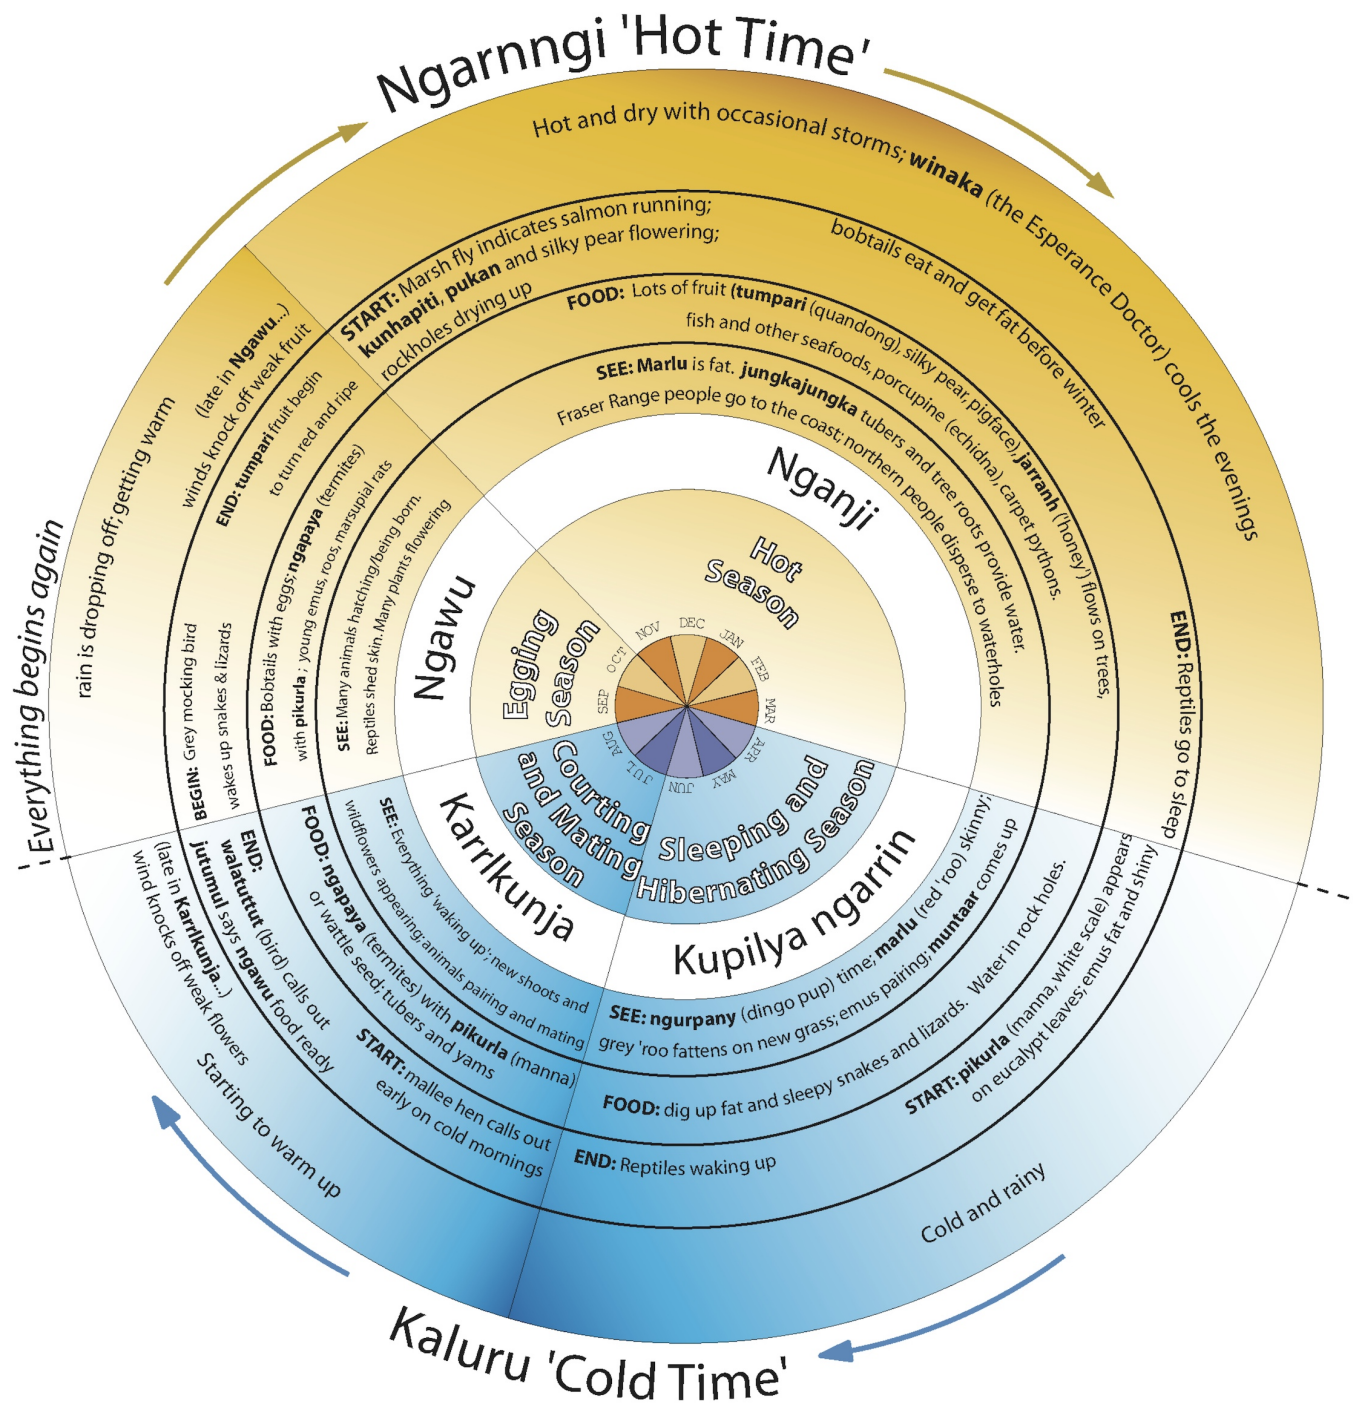 Ngarnngi 'Hot Time'
Hot and dry with occasional storms; winaka (the Esperance Doctor) cools the evenings
START: Marsh fly indicates salmon running;
kunhapiti, pukan and silky pear flowering;
rockholes drying up
bobtails eat and get fat before winter
END: Reptiles go to sleep
FOOD: Lots of fruit (tumpari (quandong), silky pear, pigface), jarranh ('honey') flows on trees,
fish and other seafoods, porcupine (echidna), carpet pythons.
SEE: Marlu is fat. jungkajungka tubers and tree roots provide water.
Fraser Range people go to the coast; northern people disperse to waterholes
Nganji
Hot
Season
Everything begins again
rain is dropping off; getting warm
(late in Ngawu...)
winds knock off weak fruit
BEGIN: Grey mocking bird
wakes up snakes & lizards
END: tumpari fruit begin
to turn red and ripe
FOOD: Bobtails with eggs; ngapaya (termites)
with pikurla ; young emus, roos, marsupial rats
SEE: Many animals hatching/being born.
Reptiles shed skin. Many plants flowering
Ngawu
Egging
Season
DEC
JAN
FEB
MAR
APR
MAY
JUN
JUL
AUG
SEP
OCT
NOV
Courting
and Mating
Season
Karrlkunja
SEE: Everything 'waking up'; new shoots and
wildflowers appearing; animals pairing and mating
FOOD: ngapaya (termites) with pikurla (manna)
or wattle seed; tubers and yams
START: mallee hen calls out
early on cold mornings
END:
walatuttut (bird) calls out
jutumul says ngawu food ready
(late in Karrlkunja...)
wind knocks off weak flowers
Starting to warm up
Sleeping and
Hibernating Season
Kupilya ngarrin
SEE: ngurpany (dingo pup) time; marlu (red 'roo) skinny;
grey 'roo fattens on new grass; emus pairing; muntaar comes up
FOOD: dig up fat and sleepy snakes and lizards. Water in rock holes.
START: pikurla (manna, white scale) appears
on eucalypt leaves; emus fat and shiny
END: Reptiles waking up
Cold and rainy
Kaluru 'Cold Time'